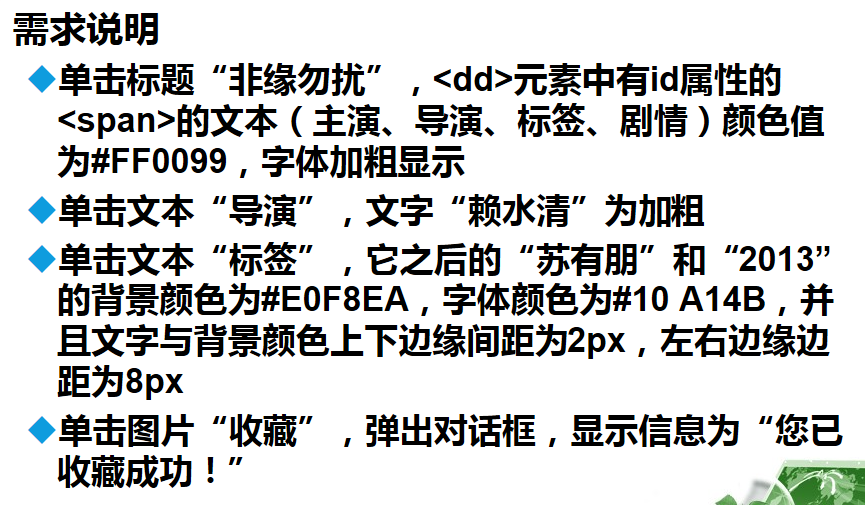 需求说明
单击标题“非缘勿扰”，<dd>元素中有id属性的
<span>的文本（主演、导演、标签、剧情）颜色值
为#FF0099，字体加粗显示
单击文本“导演”，文字“赖水清”为加粗
单击文本“标签”，它之后的“苏有朋”和“2013”
的背景颜色为#E0F8EA，字体颜色为#10 A14B，并
且文字与背景颜色上下边缘间距为2px，左右边缘边
距为8px
单击图片“收藏”，弹出对话框，显示信息为“您已
收藏成功！”